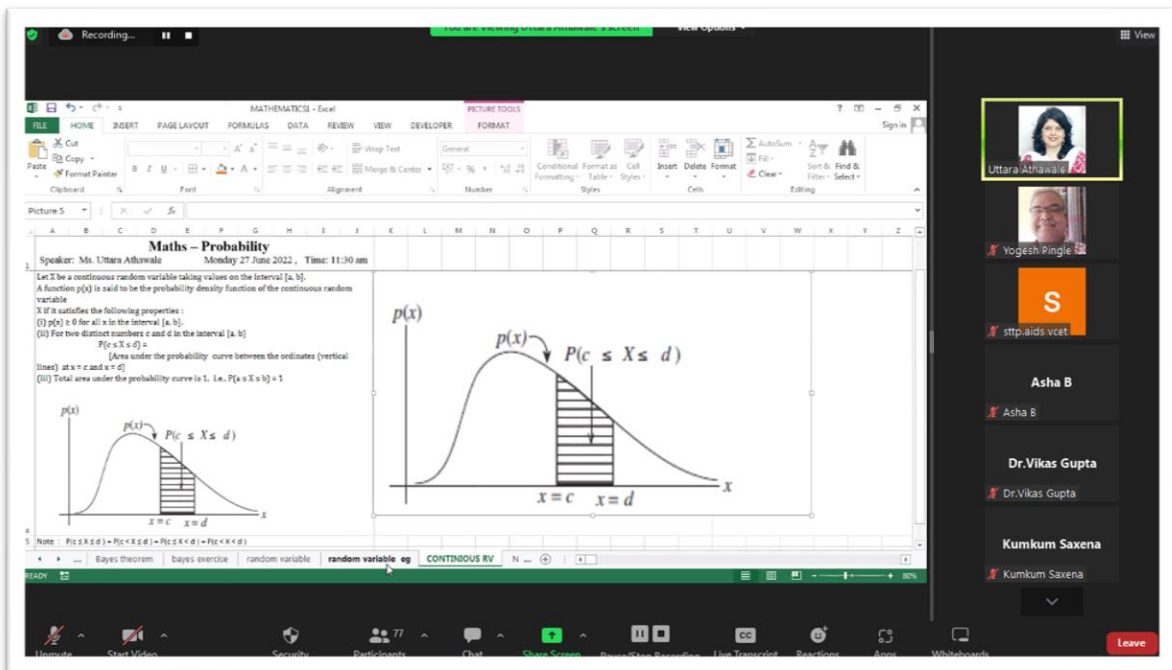 Recording...
You are viewing Uttara Athawale's screen
View Options
View
MATHEMATICS1 - Excel
PICTURE TOOLS
FILE HOME INSERT PAGE LAYOUT FORMULAS DATA REVIEW VIEW DEVELOPER FORMAT
Sign in
Cut
Copy
Format Painter
Paste
Wrap Text
Merge & Center
General
Conditional Formatting
Format as Table
Cell Styles
Insert Delete Format
AutoSum
Fill
Clear
Sort & Filter
Find & Select
Clipboard Font Alignment Number Styles Cells Editing
Picture 5
A B C D E F G H I J K L M N O P Q R S T U V W X Y Z
Maths – Probability
Speaker: Ms. Uttara Athawale Monday 27 June 2022 , Time: 11:30 am
Let X be a continuous random variable taking values on the interval [a, b].
A function p(x) is said to be the probability density function of the continuous random
variable
X if it satisfies the following properties :
(i) p(x) ≥ 0 for all x in the interval [a, b].
(ii) For two distinct numbers c and d in the interval [a, b]
P(c ≤ X ≤ d) =
[Area under the probability curve between the ordinates (vertical
lines) at x = c and x = d]
(iii) Total area under the probability curve is 1, i.e., P(a ≤ X ≤ b) = 1
p(x)
p(x)
P(c ≤ X ≤ d)
x = c x = d
x
p(x)
p(x)
P(c ≤ X ≤ d)
x = c x = d
x
Note : P(c ≤ X ≤ d) = P(c < X ≤ d) = P(c ≤ X < d) = P(c < X < d)
... Bayes theorem bayes exercise random variable random variable eg CONTINIOUS RV N ...
READY
80%
Uttara Athawale
Yogesh Pingle
S
sttp.aids vcet
Asha B
Asha B
Dr.Vikas Gupta
Dr.Vikas Gupta
Kumkum Saxena
Kumkum Saxena
Unmute Start Video Security Participants 77 Chat Share Screen Pause/Stop Recording CC Live Transcript Reactions Apps Whiteboards
Leave